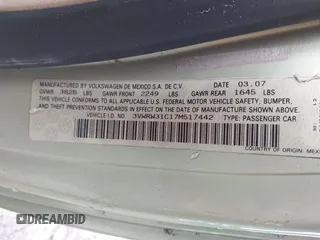 MANUFACTURED BY VOLKSWAGEN DE MEXICO S.A. DE C.V. DATE 03.07
GVWR LBS GAWR FRONT 2249 LBS GAWR REAR 1645 LBS
THIS VEHICLE CONFORMS TO ALL APPLICABLE U.S. FEDERAL MOTOR VEHICLE SAFETY, BUMPER,
AND THEFT PREVENTION STANDARDS IN EFFECT ON THE DATE OF MANUFACTURE SHOWN ABOVE.
VEHICLE I.D. NO.: 3VWRW31C17M517442 TYPE: PASSENGER CAR
COUNTRY OF ORIGIN: MEX
DREAMBID